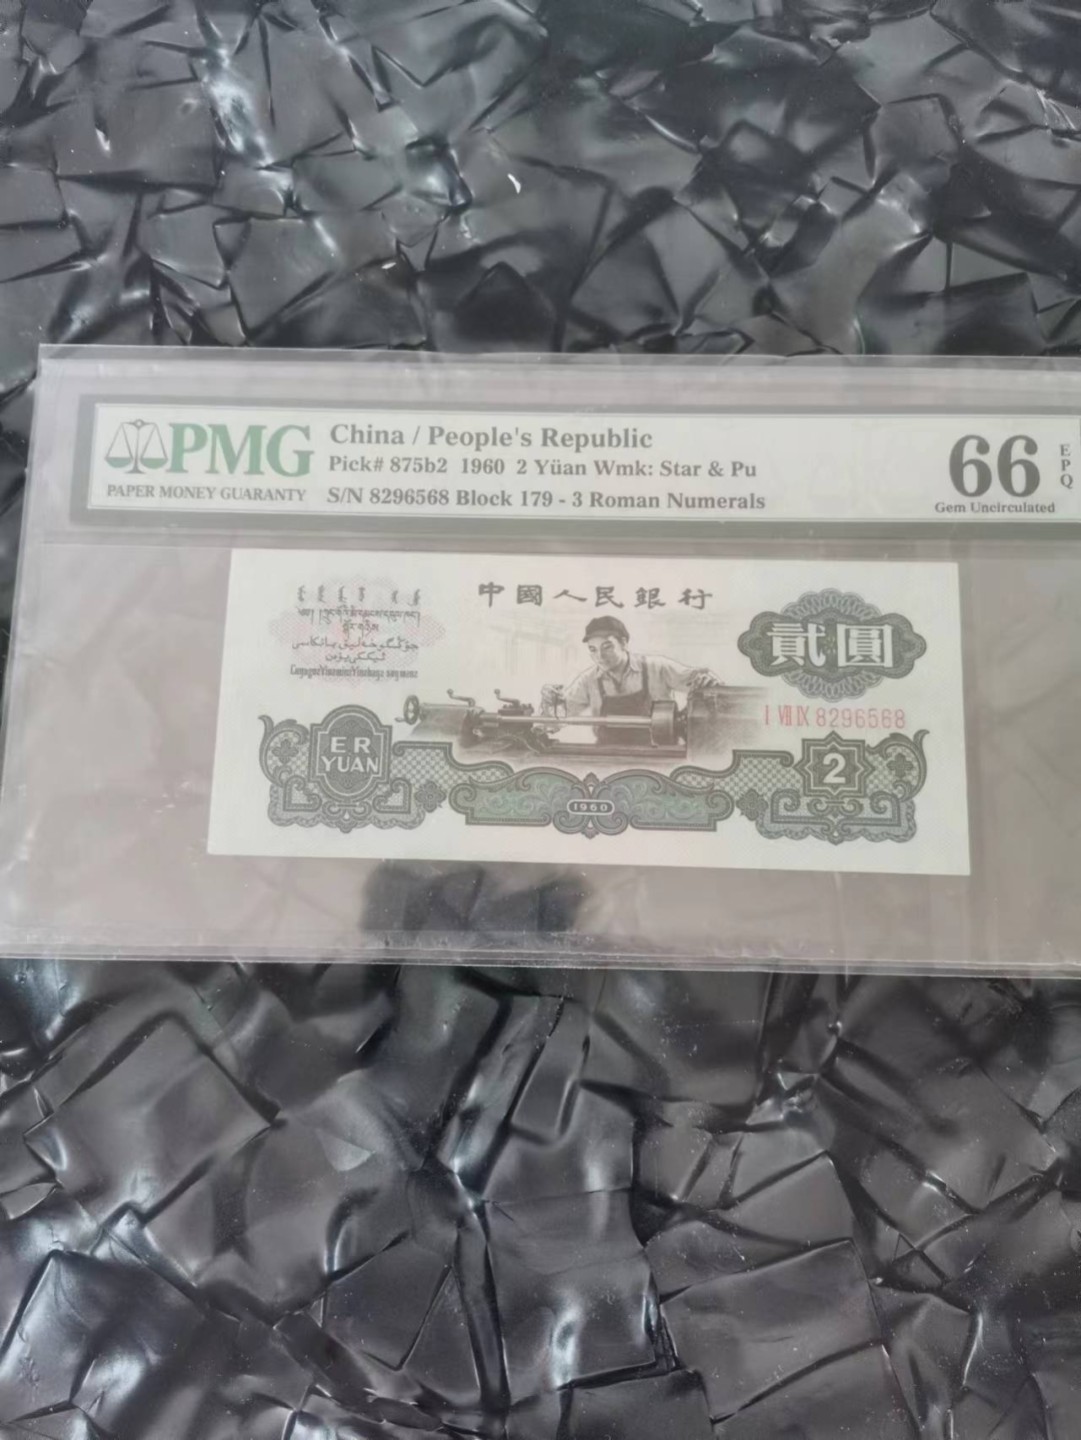 PMG
PAPER MONEY GUARANTY
China / People's Republic
Pick# 875b2 1960 2 Yüan Wmk: Star & Pu
S/N 8296568 Block 179 - 3 Roman Numerals
66 EPQ
Gem Uncirculated
中國人民銀行
貳圓
I VII IX 8296568
ER
YUAN
2
1960